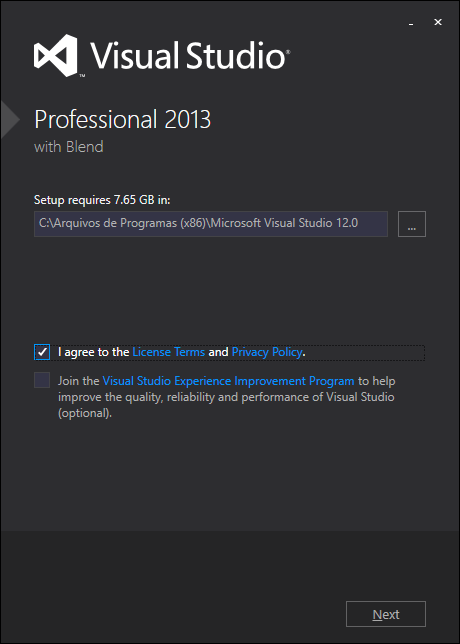 Visual Studio®
™
Professional 2013
with Blend
Setup requires 7.65 GB in:
C:\Arquivos de Programas (x86)\Microsoft Visual Studio 12.0
...
I agree to the License Terms and Privacy Policy.
Join the Visual Studio Experience Improvement Program to help
improve the quality, reliability and performance of Visual Studio
(optional).
Next